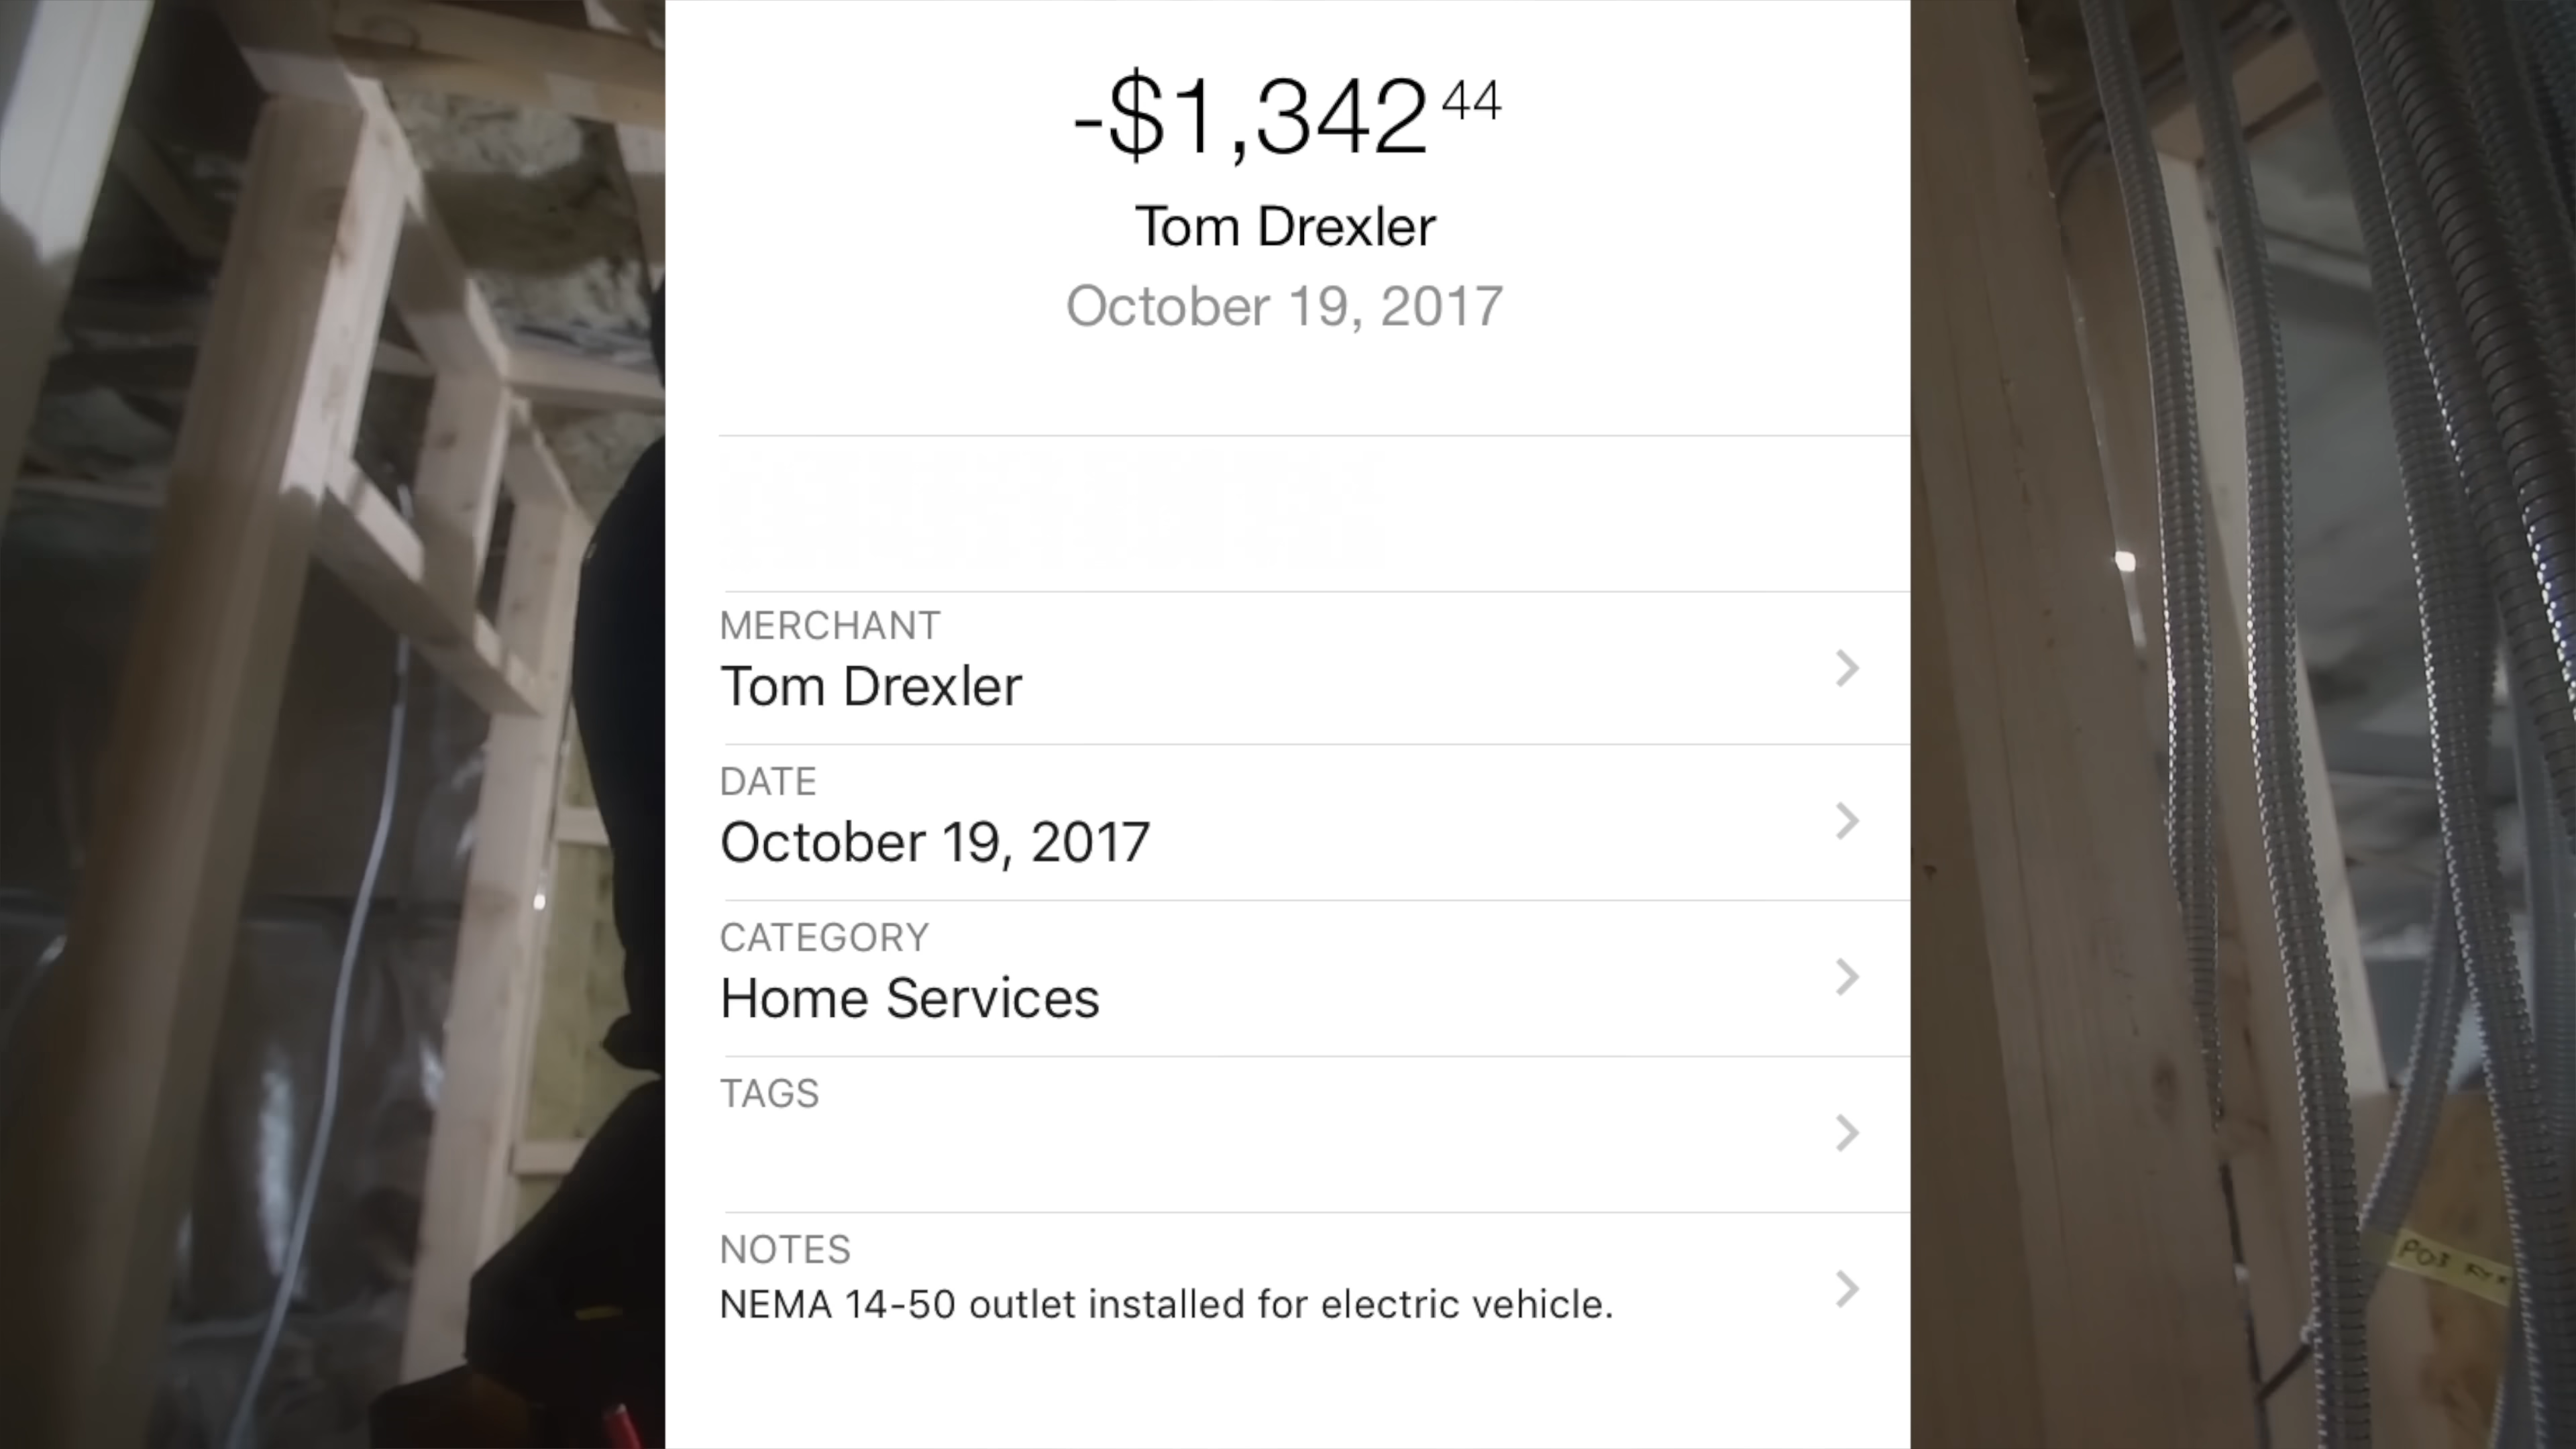 -$1,342 44
Tom Drexler
October 19, 2017
MERCHANT
Tom Drexler
DATE
October 19, 2017
CATEGORY
Home Services
TAGS
NOTES
NEMA 14-50 outlet installed for electric vehicle.